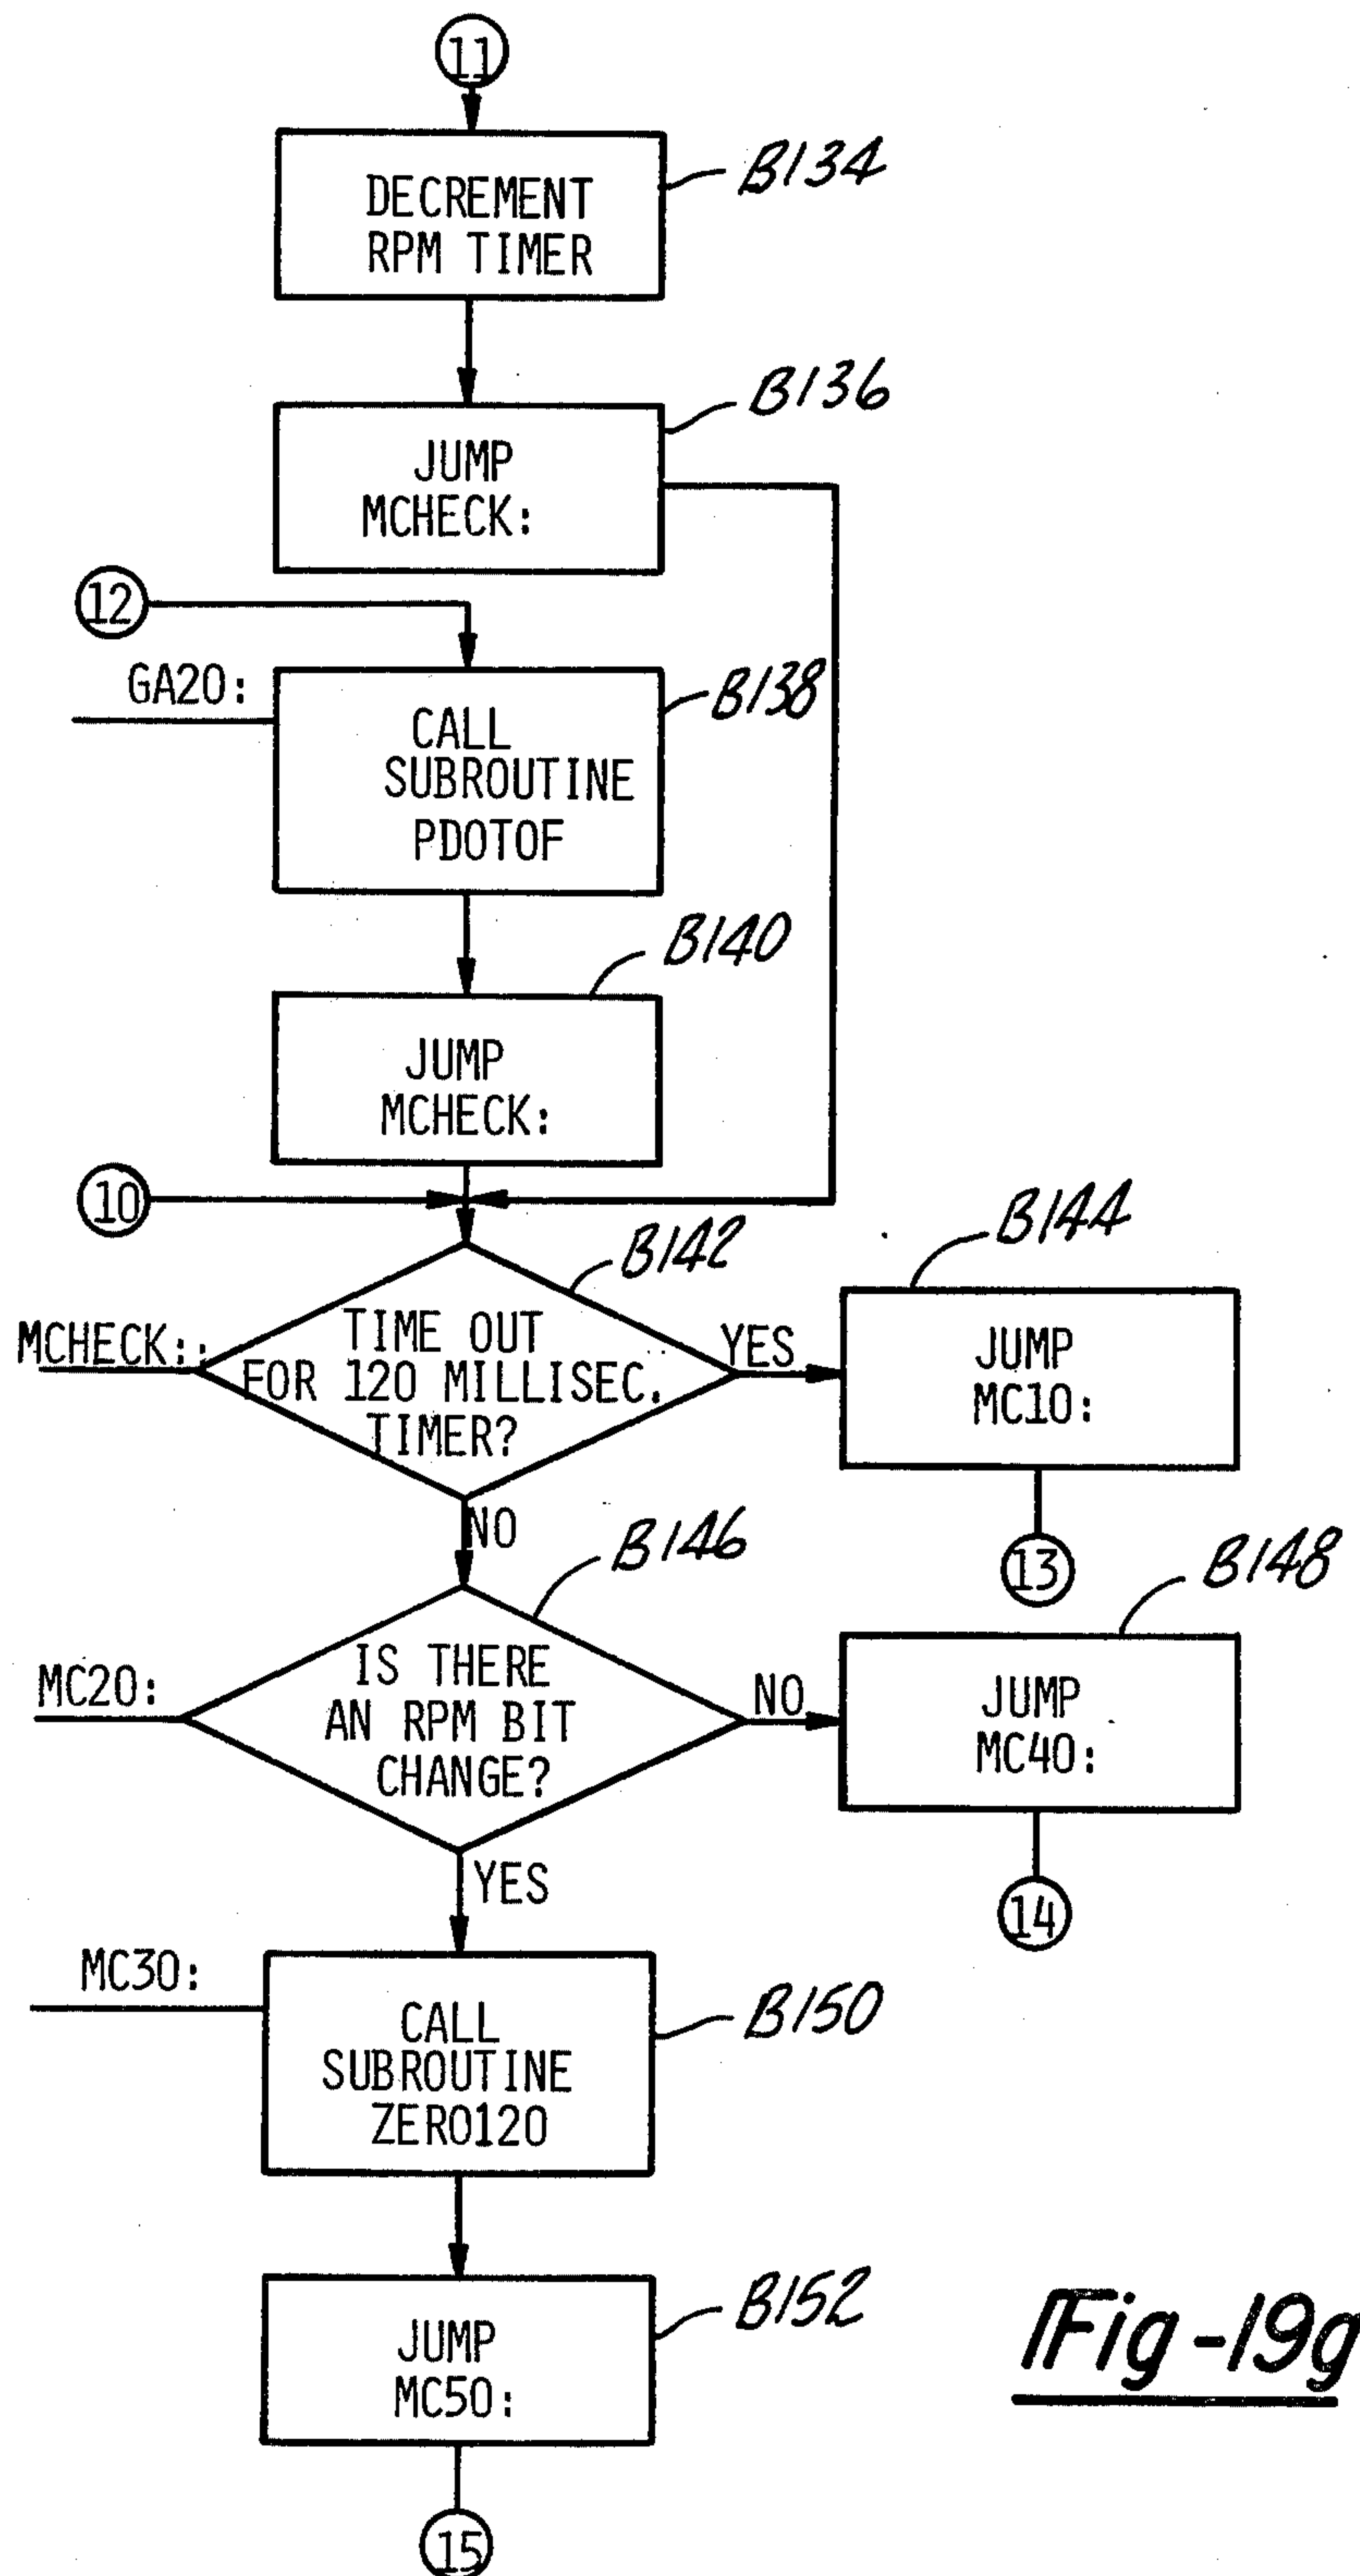 11
DECREMENT
RPM TIMER
B134
JUMP
MCHECK:
B136
12
GA20:
CALL
SUBROUTINE
PDOTOF
B138
JUMP
MCHECK:
B140
10
MCHECK::
TIME OUT
FOR 120 MILLISEC.
TIMER?
B142
YES
JUMP
MC10:
B144
13
NO
MC20:
IS THERE
AN RPM BIT
CHANGE?
B146
NO
JUMP
MC40:
B148
14
YES
MC30:
CALL
SUBROUTINE
ZERO120
B150
JUMP
MC50:
B152
15
Fig-19g